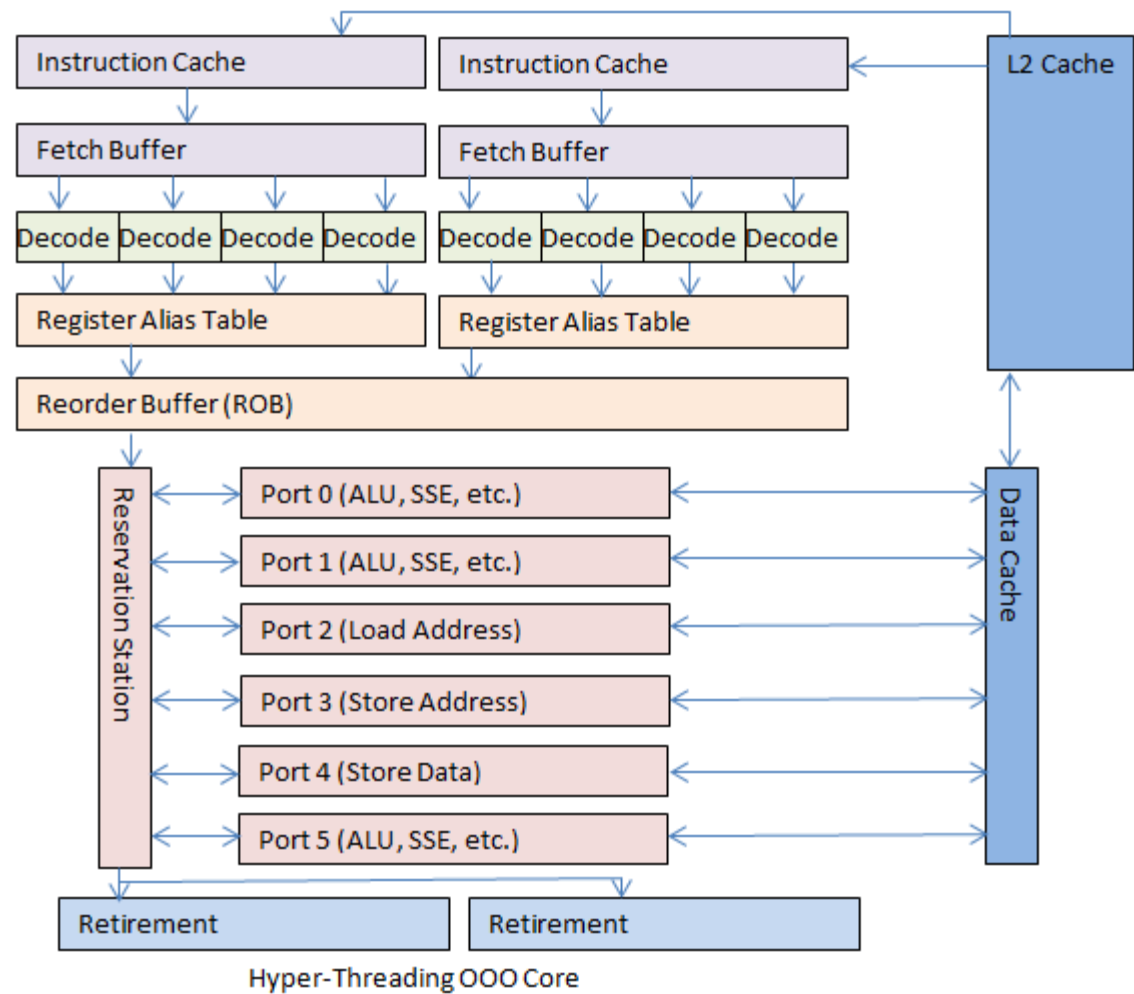 Instruction Cache
Instruction Cache
L2 Cache
Fetch Buffer
Fetch Buffer
Decode Decode Decode Decode
Decode Decode Decode Decode
Register Alias Table
Register Alias Table
Reorder Buffer (ROB)
Reservation Station
Port 0 (ALU, SSE, etc.)
Port 1 (ALU, SSE, etc.)
Port 2 (Load Address)
Port 3 (Store Address)
Port 4 (Store Data)
Port 5 (ALU, SSE, etc.)
Data Cache
Retirement
Retirement
Hyper-Threading OOO Core